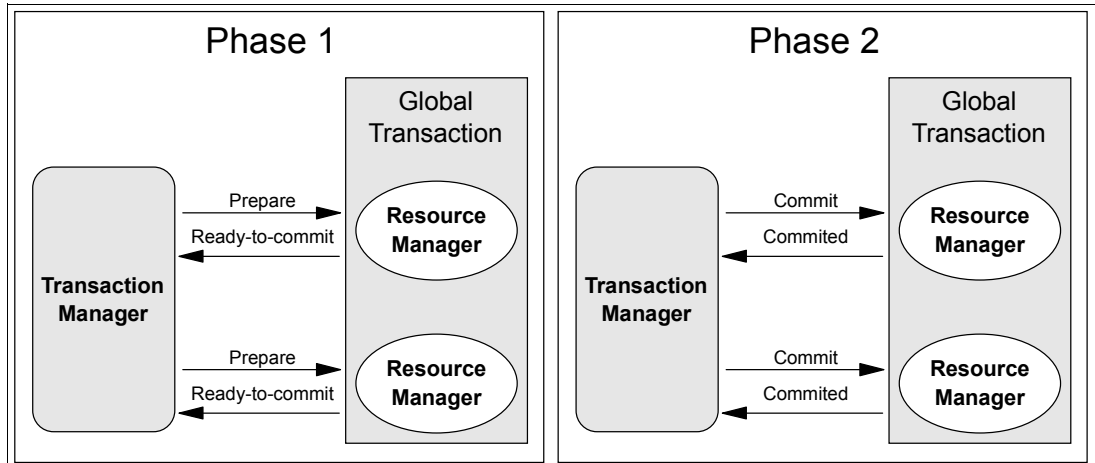 Phase 1
Global
Transaction
Transaction
Manager
Prepare
Ready-to-commit
Resource
Manager
Prepare
Ready-to-commit
Resource
Manager
Phase 2
Global
Transaction
Transaction
Manager
Commit
Commited
Resource
Manager
Commit
Commited
Resource
Manager